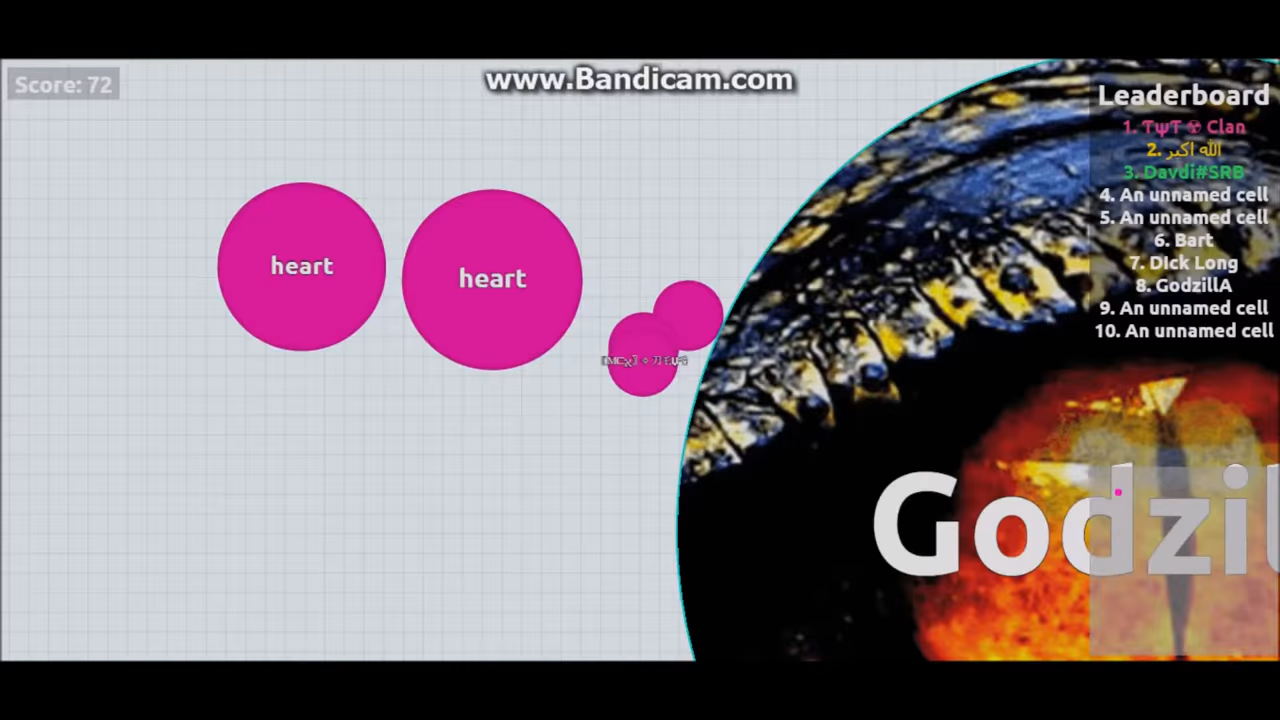 www.Bandicam.com
Score: 72
Leaderboard
1. ƬψƬ ☢ Clan
2. الله اكبر
3. Davdi#SRB
4. An unnamed cell
5. An unnamed cell
6. Bart
7. DIck Long
8. GodzillA
9. An unnamed cell
10. An unnamed cell
heart
heart
Godzil